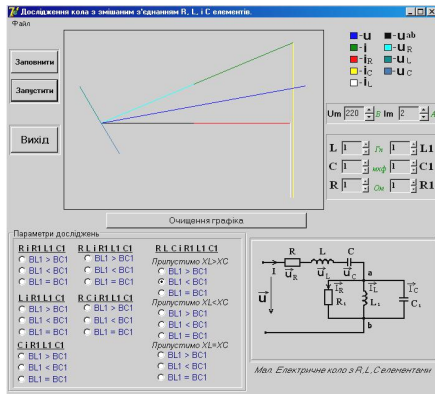 Дослідження кола з змішаним з'єднанням R, L, і C елементів.
Файл
Заповнити
Запустити
Вихід
-u -uab
-i -uR
-iR -uL
-iC -uC
-iL
Um 220 В Im 2 А
L 1 Гн 1 L1
C 1 мкф 1 C1
R 1 Ом 1 R1
Очищення графіка
Параметри досліджень
R i R1 L1 C1
BL1 > BC1
BL1 < BC1
BL1 = BC1
L i R1 L1 C1
BL1 > BC1
BL1 < BC1
BL1 = BC1
C i R1 L1 C1
BL1 > BC1
BL1 < BC1
BL1 = BC1
R L i R1 L1 C1
BL1 > BC1
BL1 < BC1
BL1 = BC1
R C i R1 L1 C1
BL1 > BC1
BL1 < BC1
BL1 = BC1
R L C i R1 L1 C1
Припустимо XL>XC
BL1 > BC1
BL1 < BC1
BL1 = BC1
Припустимо XL<XC
BL1 > BC1
BL1 < BC1
BL1 = BC1
Припустимо XL=XC
BL1 > BC1
BL1 < BC1
BL1 = BC1
R L C
I uR uL uC a
u IR IL IC
R1 L1 C1
b
Мал. Електричне коло з R,L,C елементами